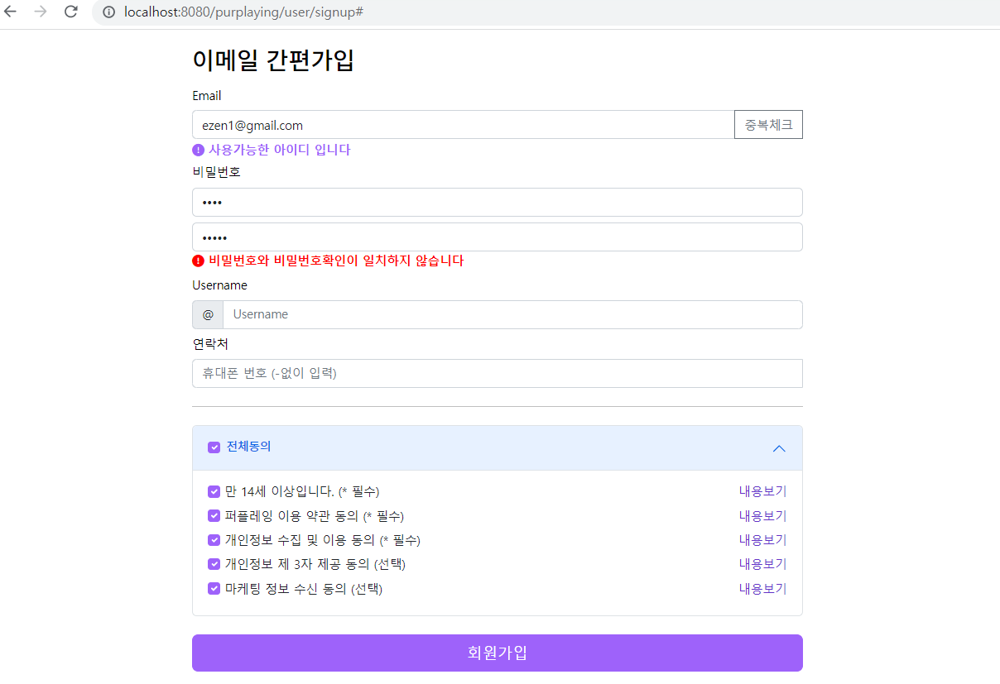 localhost:8080/purplaying/user/signup#
이메일 간편가입
Email
ezen1@gmail.com 중복체크
사용가능한 아이디 입니다
비밀번호
••••
•••••
비밀번호와 비밀번호확인이 일치하지 않습니다
Username
@ Username
연락처
휴대폰 번호 (-없이 입력)
전체동의
만 14세 이상입니다. (* 필수) 내용보기
퍼플레잉 이용 약관 동의 (* 필수) 내용보기
개인정보 수집 및 이용 동의 (* 필수) 내용보기
개인정보 제 3자 제공 동의 (선택) 내용보기
마케팅 정보 수신 동의 (선택) 내용보기
회원가입